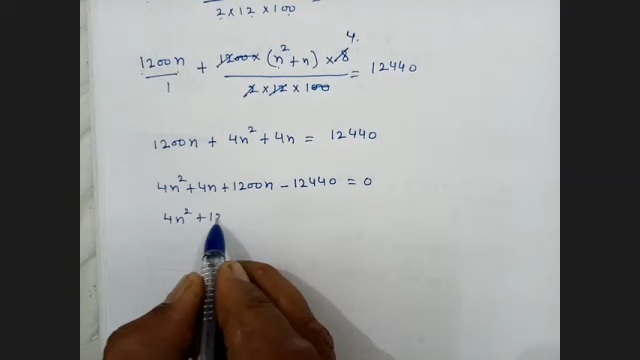 2 × 12 × 100
1200n/1 + 1200 × (n² + n) × 8/2 × 12 × 100 = 12440
4.
1200n + 4n² + 4n = 12440
4n² + 4n + 1200n - 12440 = 0
4n² + 12